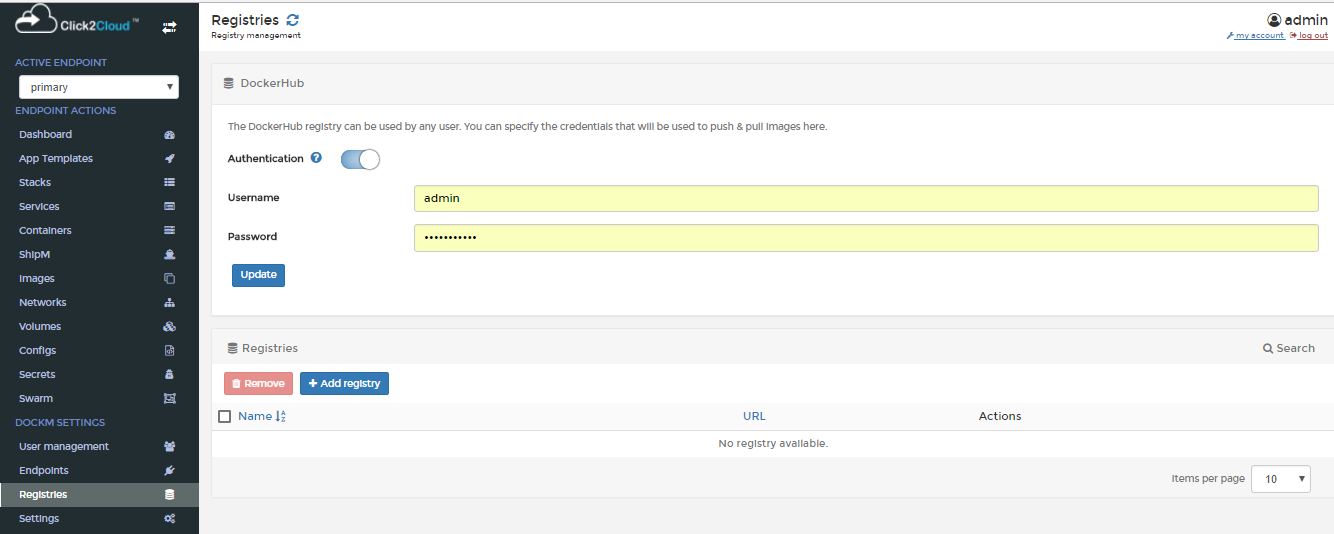 Click2Cloud™
ACTIVE ENDPOINT
primary
ENDPOINT ACTIONS
Dashboard
App Templates
Stacks
Services
Containers
ShipM
Images
Networks
Volumes
Configs
Secrets
Swarm
DOCKM SETTINGS
User management
Endpoints
Registries
Settings
Registries
Registry management
admin
my account log out
DockerHub
The DockerHub registry can be used by any user. You can specify the credentials that will be used to push & pull images here.
Authentication ?
Username admin
Password •••••••••••
Update
Registries Search
Remove + Add registry
Name URL Actions
No registry available.
Items per page 10